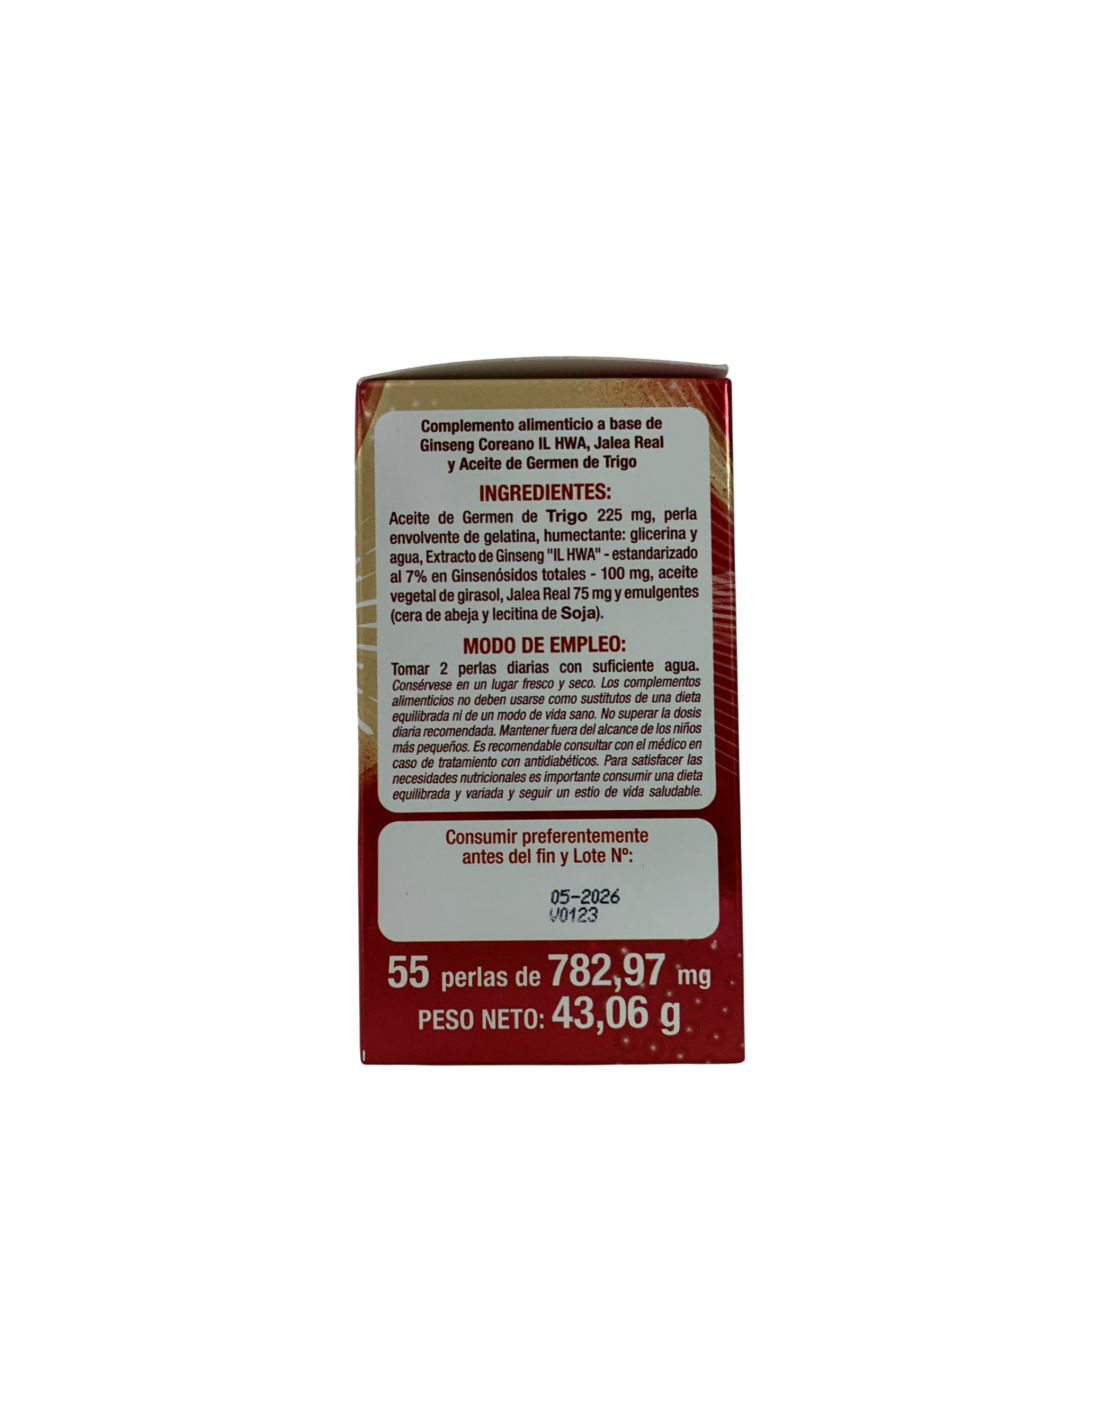 Complemento alimenticio a base de
Ginseng Coreano IL HWA, Jalea Real
y Aceite de Germen de Trigo
INGREDIENTES:
Aceite de Germen de Trigo 225 mg, perla
envolvente de gelatina, humectante: glicerina y
agua, Extracto de Ginseng "IL HWA" - estandarizado
al 7% en Ginsenósidos totales - 100 mg, aceite
vegetal de girasol, Jalea Real 75 mg y emulgentes
(cera de abeja y lecitina de Soja).
MODO DE EMPLEO:
Tomar 2 perlas diarias con suficiente agua.
Consérvese en un lugar fresco y seco. Los complementos
alimenticios no deben usarse como sustitutos de una dieta
equilibrada ni de un modo de vida sano. No superar la dosis
diaria recomendada. Mantener fuera del alcance de los niños
más pequeños. Es recomendable consultar con el médico en
caso de tratamiento con antidiabéticos. Para satisfacer las
necesidades nutricionales es importante consumir una dieta
equilibrada y variada y seguir un estio de vida saludable.
Consumir preferentemente
antes del fin y Lote Nº:
05-2026
V0123
55 perlas de 782,97 mg
PESO NETO: 43,06 g